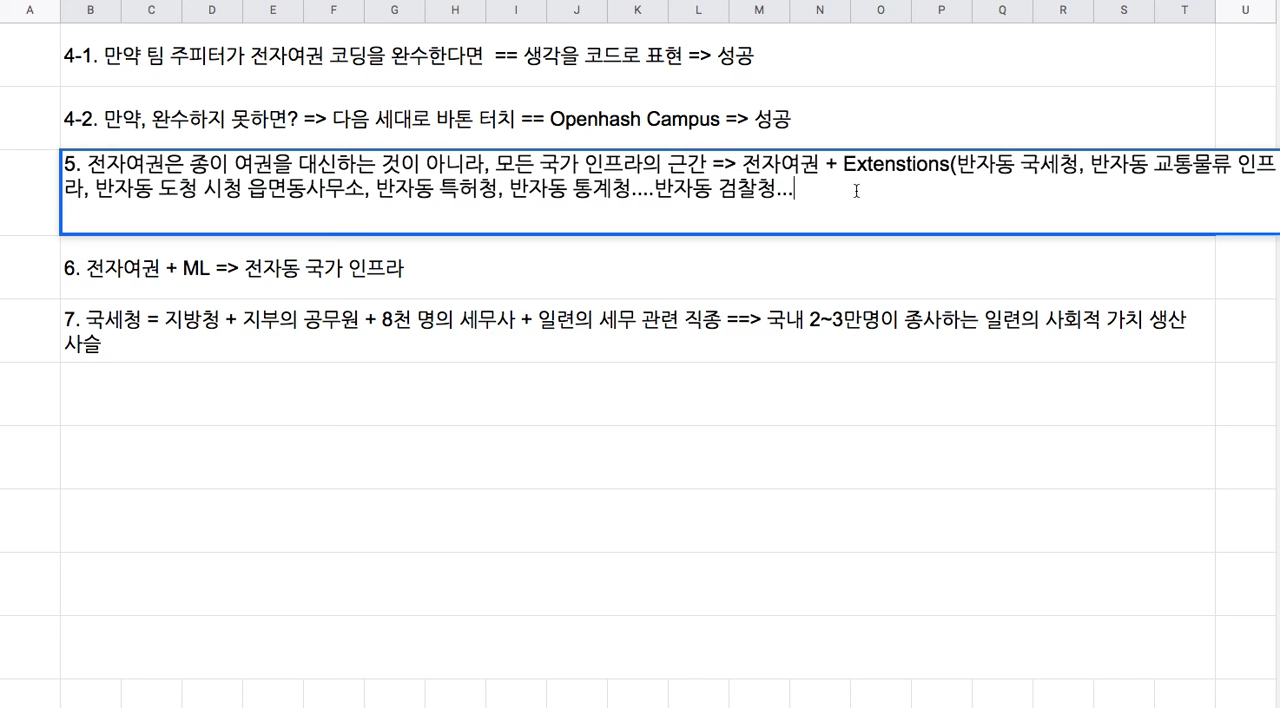 A B C D E F G H I J K L M N O P Q R S T U
4-1. 만약 팀 주피터가 전자여권 코딩을 완수한다면  == 생각을 코드로 표현 => 성공
4-2. 만약, 완수하지 못하면? => 다음 세대로 바톤 터치 == Openhash Campus => 성공
5. 전자여권은 종이 여권을 대신하는 것이 아니라, 모든 국가 인프라의 근간 => 전자여권 + Extenstions(반자동 국세청, 반자동 교통물류 인프
라, 반자동 도청 시청 읍면동사무소, 반자동 특허청, 반자동 통계청....반자동 검찰청...
6. 전자여권 + ML => 전자동 국가 인프라
7. 국세청 = 지방청 + 지부의 공무원 + 8천 명의 세무사 + 일련의 세무 관련 직종 ==> 국내 2~3만명이 종사하는 일련의 사회적 가치 생산
사슬